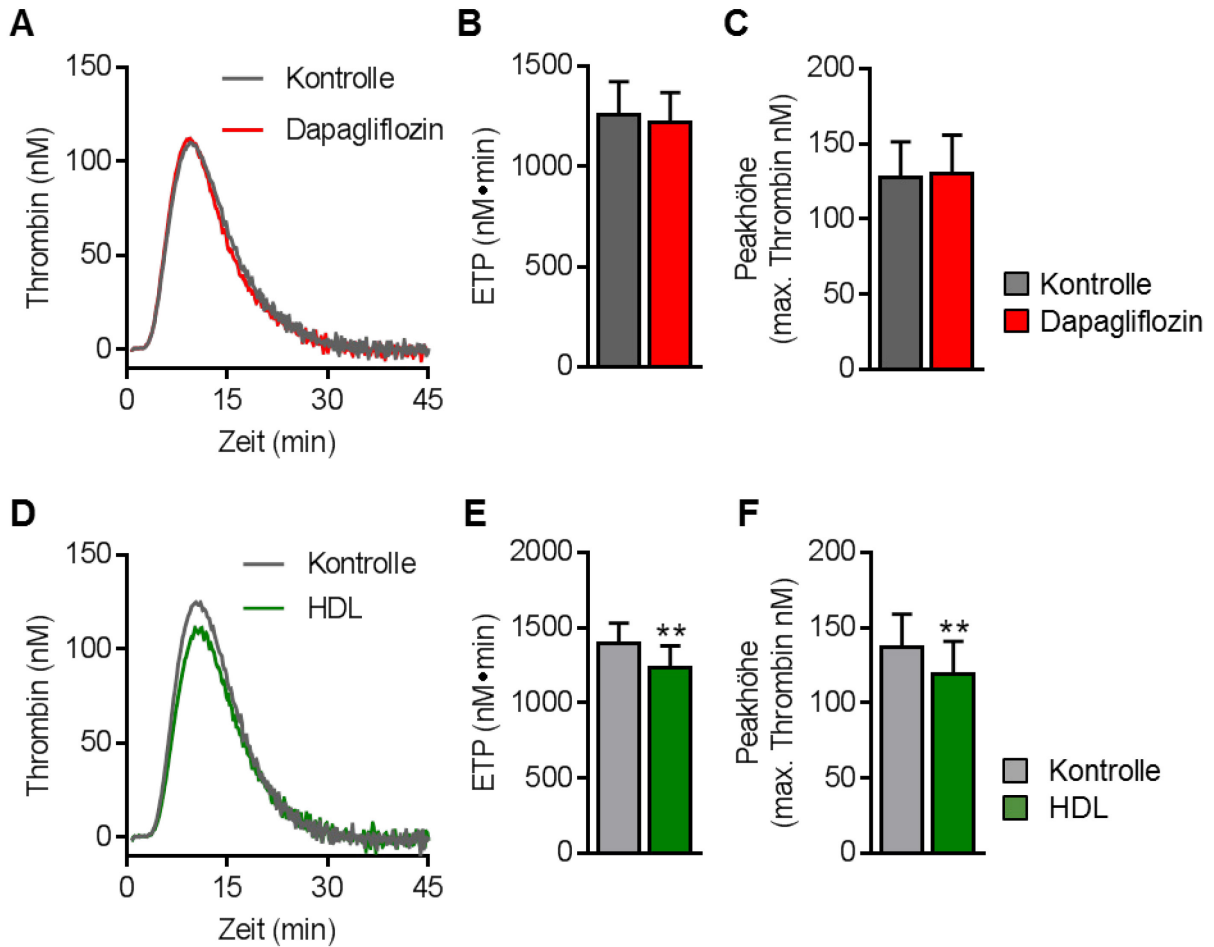 A
150
100
50
0
Thrombin (nM)
Kontrolle
Dapagliflozin
0 15 30 45
Zeit (min)
B
1500
1000
500
0
ETP (nM•min)
C
200
150
100
50
0
Peakhöhe
(max. Thrombin nM)
Kontrolle
Dapagliflozin
D
150
100
50
0
Thrombin (nM)
Kontrolle
HDL
0 15 30 45
Zeit (min)
E
2000
1500
1000
500
0
ETP (nM•min)
**
F
200
150
100
50
0
Peakhöhe
(max. Thrombin nM)
**
Kontrolle
HDL